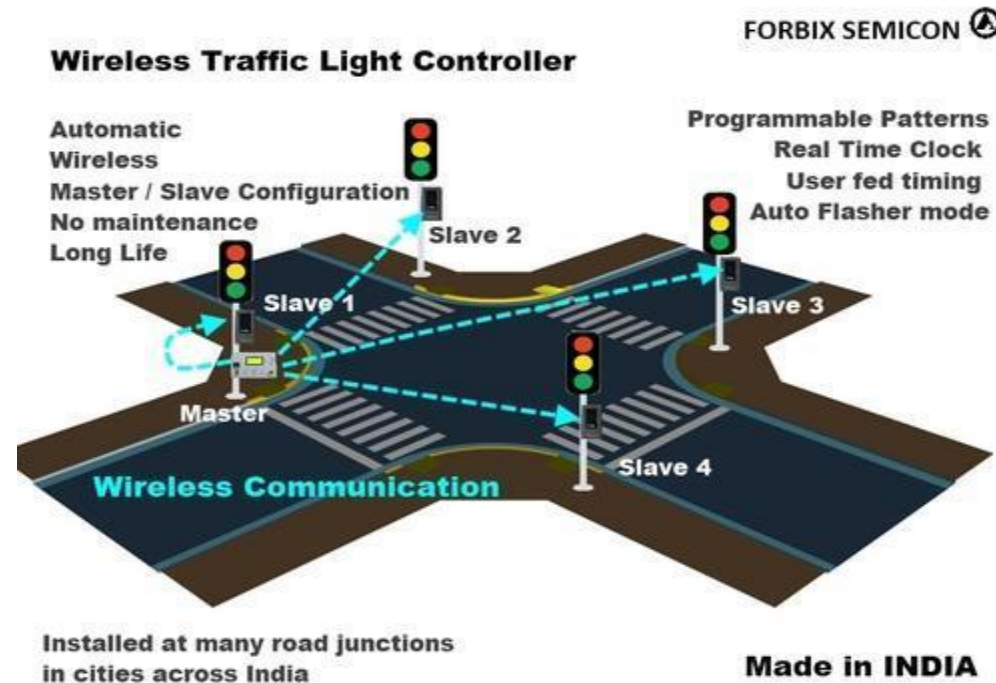 FORBIX SEMICON
Wireless Traffic Light Controller
Automatic
Wireless
Master / Slave Configuration
No maintenance
Long Life
Programmable Patterns
Real Time Clock
User fed timing
Auto Flasher mode
Slave 2
Slave 1
Slave 3
Master
Slave 4
Wireless Communication
Installed at many road junctions
in cities across India
Made in INDIA